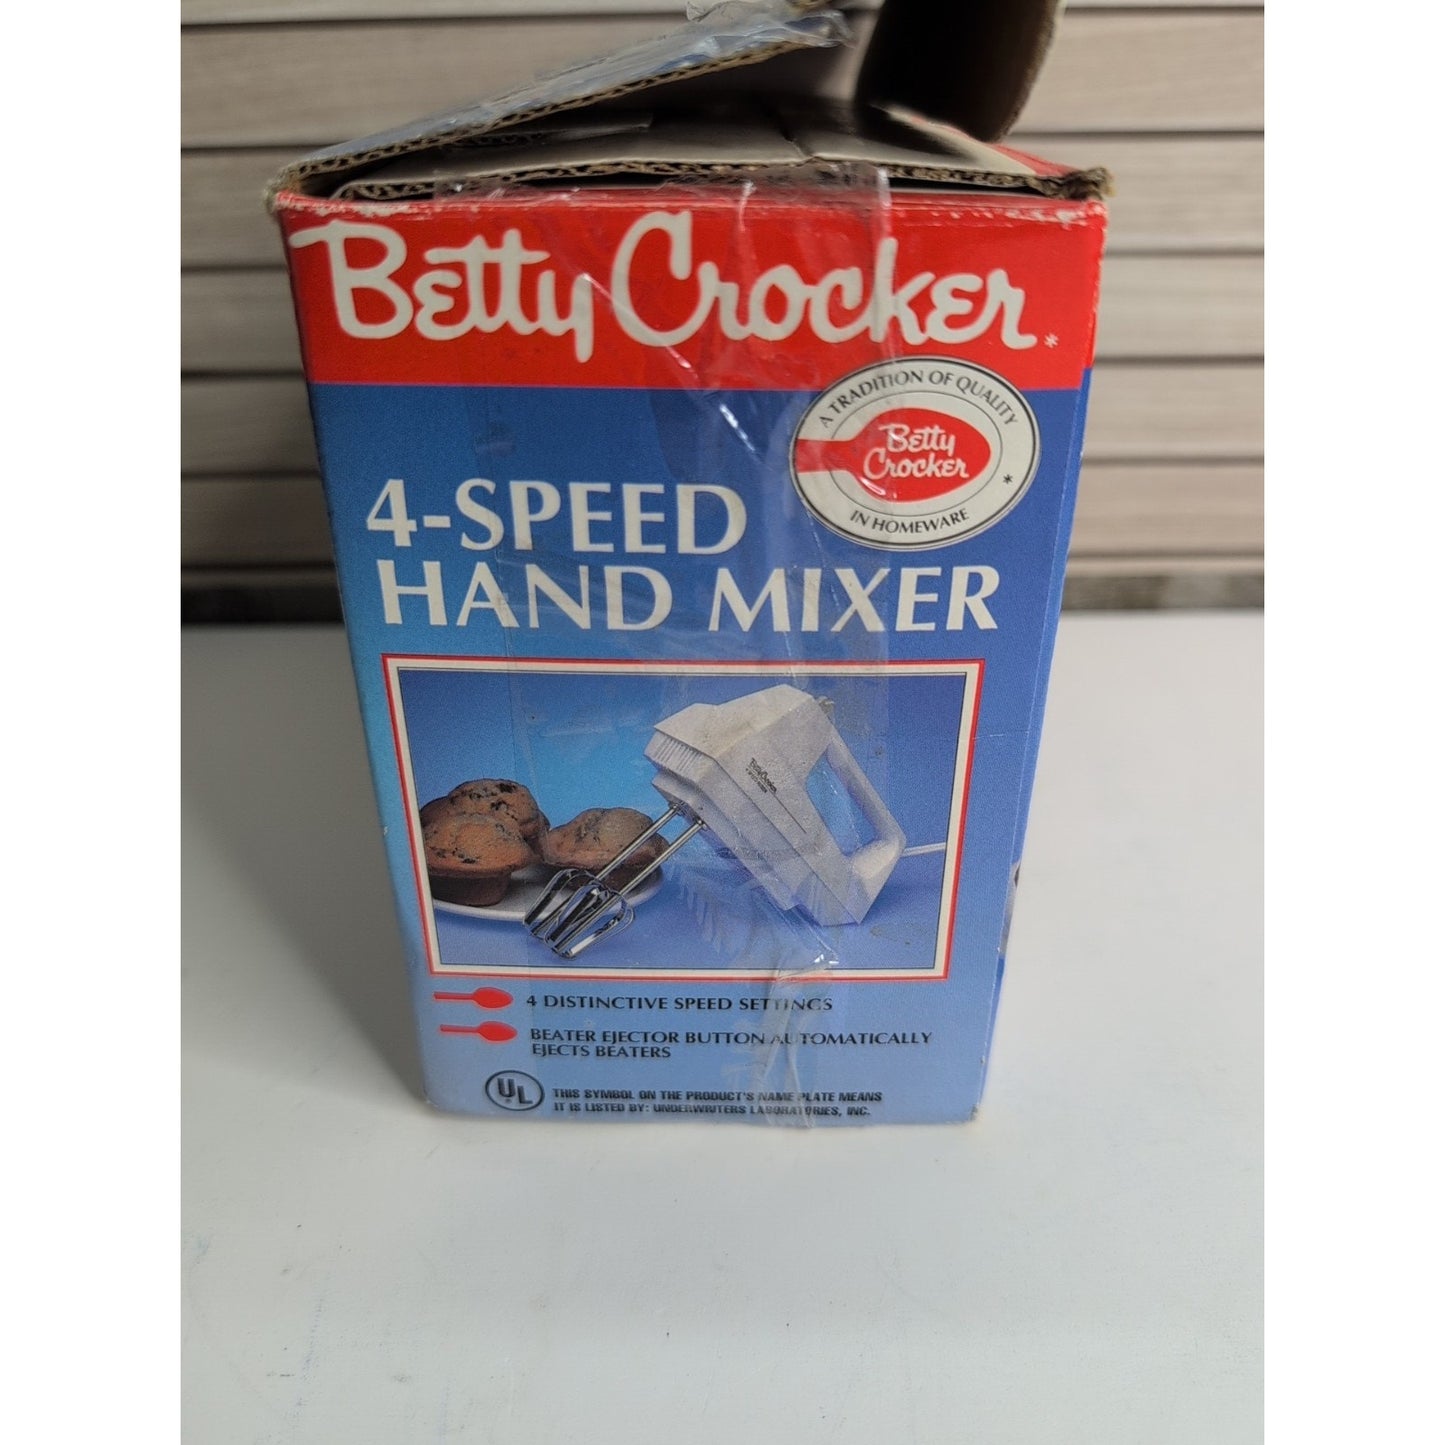 Betty Crocker*
A TRADITION OF QUALITY
Betty
Crocker
*
IN HOMEWARE
4-SPEED
HAND MIXER
Betty Crocker
4 DISTINCTIVE SPEED SETTINGS
BEATER EJECTOR BUTTON AUTOMATICALLY
EJECTS BEATERS
UL
THIS SYMBOL ON THE PRODUCT'S NAME PLATE MEANS
IT IS LISTED BY: UNDERWRITERS LABORATORIES, INC.